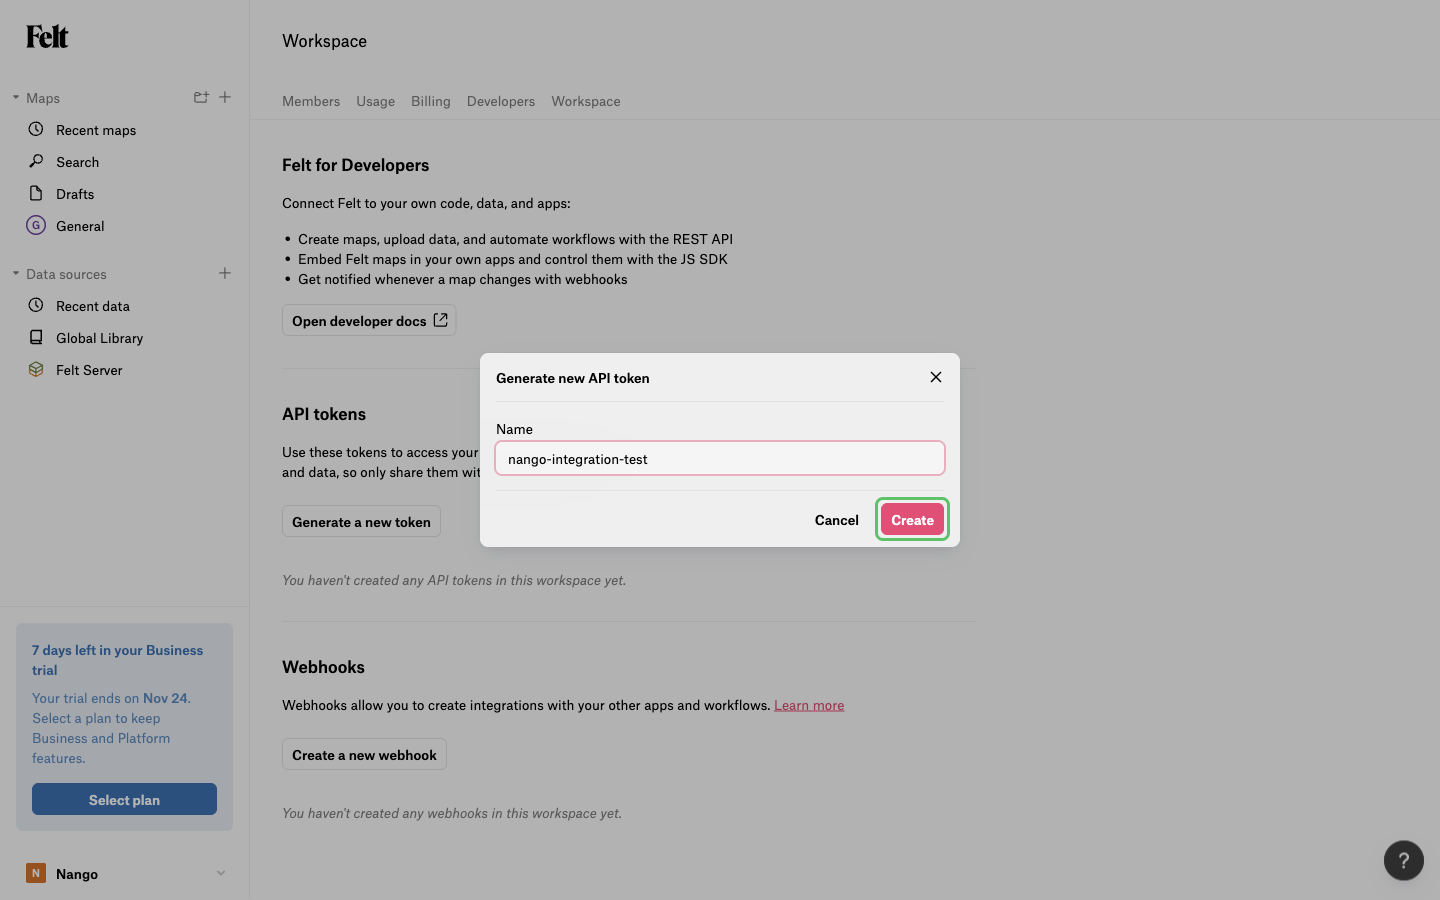 Felt
Maps
Recent maps
Search
Drafts
G General
Data sources
Recent data
Global Library
Felt Server
7 days left in your Business
trial
Your trial ends on Nov 24.
Select a plan to keep
Business and Platform
features.
Select plan
N Nango
Workspace
Members Usage Billing Developers Workspace
Felt for Developers
Connect Felt to your own code, data, and apps:
• Create maps, upload data, and automate workflows with the REST API
• Embed Felt maps in your own apps and control them with the JS SDK
• Get notified whenever a map changes with webhooks
Open developer docs
API tokens
Use these tokens to access your
and data, so only share them wit
Generate a new token
You haven't created any API tokens in this workspace yet.
Generate new API token
Name
nango-integration-test
Cancel Create
Webhooks
Webhooks allow you to create integrations with your other apps and workflows. Learn more
Create a new webhook
You haven't created any webhooks in this workspace yet.
?